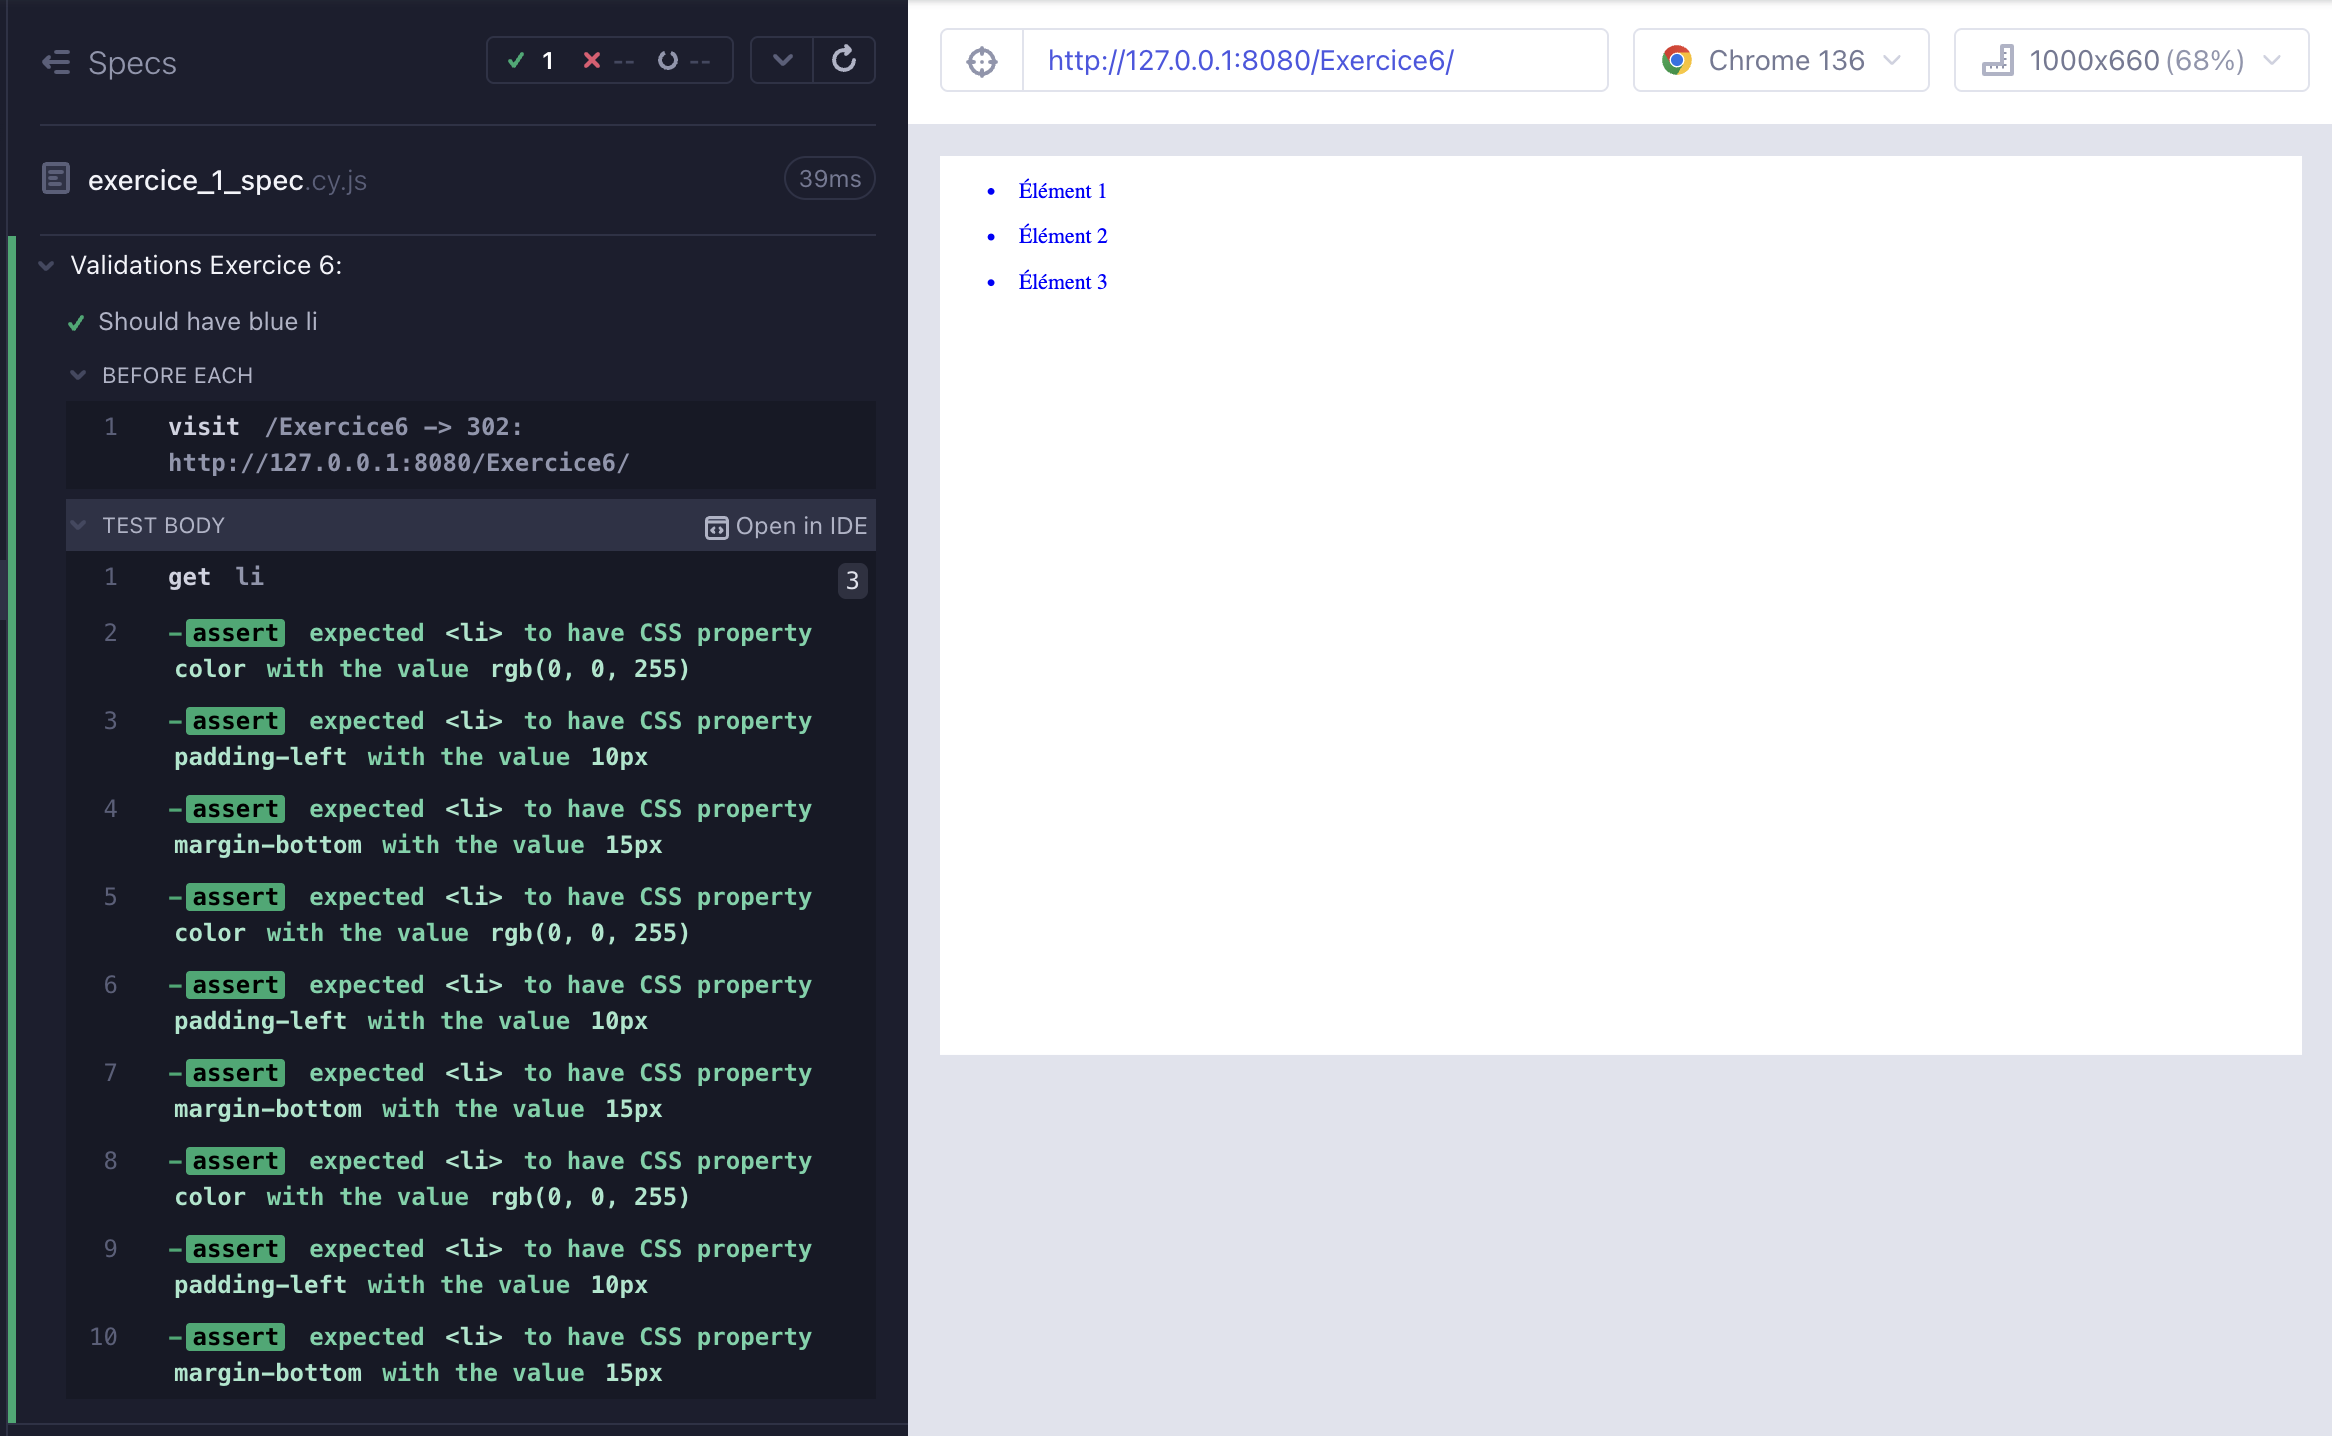 Specs
1 -- --
exercice_1_spec.cy.js
39ms
Validations Exercice 6:
Should have blue li
BEFORE EACH
1 visit /Exercice6 -> 302:
http://127.0.0.1:8080/Exercice6/
TEST BODY
Open in IDE
1 get li 3
2 -assert expected <li> to have CSS property
color with the value rgb(0, 0, 255)
3 -assert expected <li> to have CSS property
padding-left with the value 10px
4 -assert expected <li> to have CSS property
margin-bottom with the value 15px
5 -assert expected <li> to have CSS property
color with the value rgb(0, 0, 255)
6 -assert expected <li> to have CSS property
padding-left with the value 10px
7 -assert expected <li> to have CSS property
margin-bottom with the value 15px
8 -assert expected <li> to have CSS property
color with the value rgb(0, 0, 255)
9 -assert expected <li> to have CSS property
padding-left with the value 10px
10 -assert expected <li> to have CSS property
margin-bottom with the value 15px
http://127.0.0.1:8080/Exercice6/
Chrome 136
1000x660 (68%)
• Élément 1
• Élément 2
• Élément 3